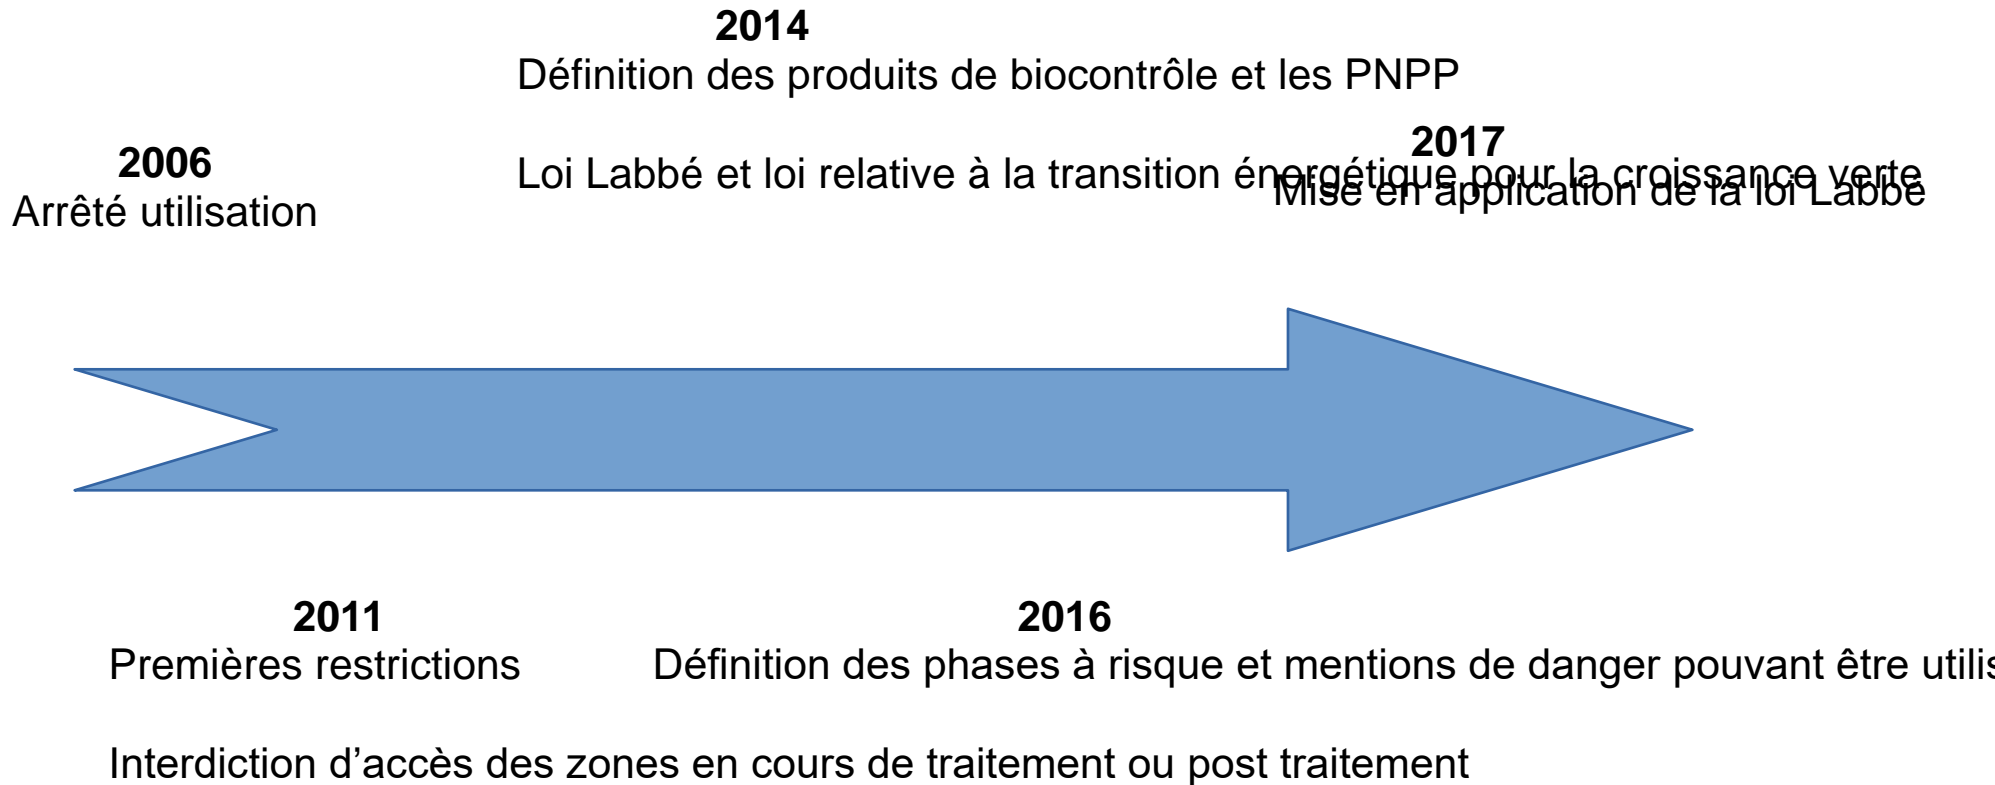 2014
Définition des produits de biocontrôle et les PNPP
Loi Labbé et loi relative à la transition énergétique pour la croissance verte
2017
Mise en application de la loi Labbé
2006
Arrêté utilisation
2011
Premières restrictions
Interdiction d’accès des zones en cours de traitement ou post traitement
2016
Définition des phases à risque et mentions de danger pouvant être